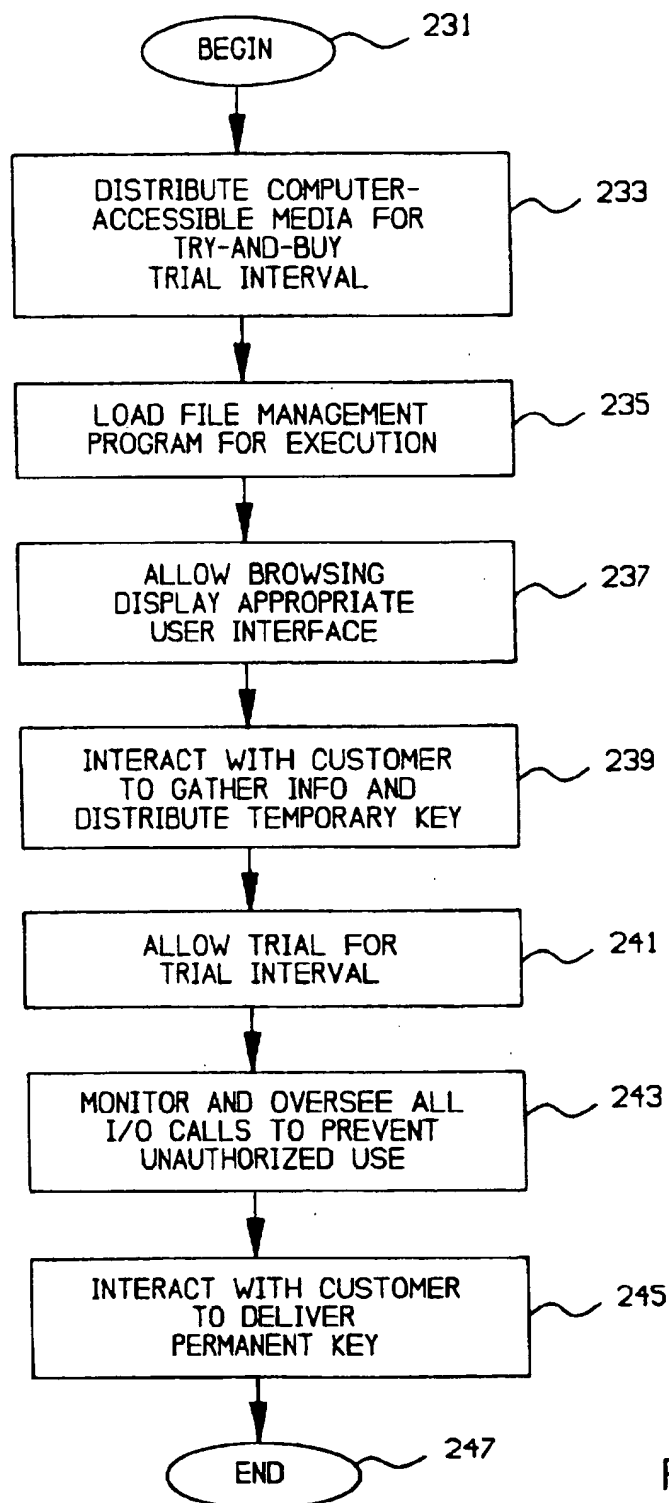 BEGIN
231
DISTRIBUTE COMPUTER-
ACCESSIBLE MEDIA FOR
TRY-AND-BUY
TRIAL INTERVAL
233
LOAD FILE MANAGEMENT
PROGRAM FOR EXECUTION
235
ALLOW BROWSING
DISPLAY APPROPRIATE
USER INTERFACE
237
INTERACT WITH CUSTOMER
TO GATHER INFO AND
DISTRIBUTE TEMPORARY KEY
239
ALLOW TRIAL FOR
TRIAL INTERVAL
241
MONITOR AND OVERSEE ALL
I/O CALLS TO PREVENT
UNAUTHORIZED USE
243
INTERACT WITH CUSTOMER
TO DELIVER
PERMANENT KEY
245
END
247